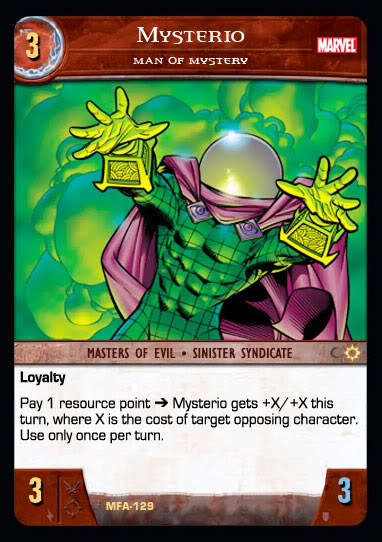 3
Mysterio
MARVEL
MAN OF MYSTERY
MASTERS OF EVIL • SINISTER SYNDICATE
C
Loyalty
Pay 1 resource point ➔ Mysterio gets +X/+X this
turn, where X is the cost of target opposing character.
Use only once per turn.
3
MFA-129
3